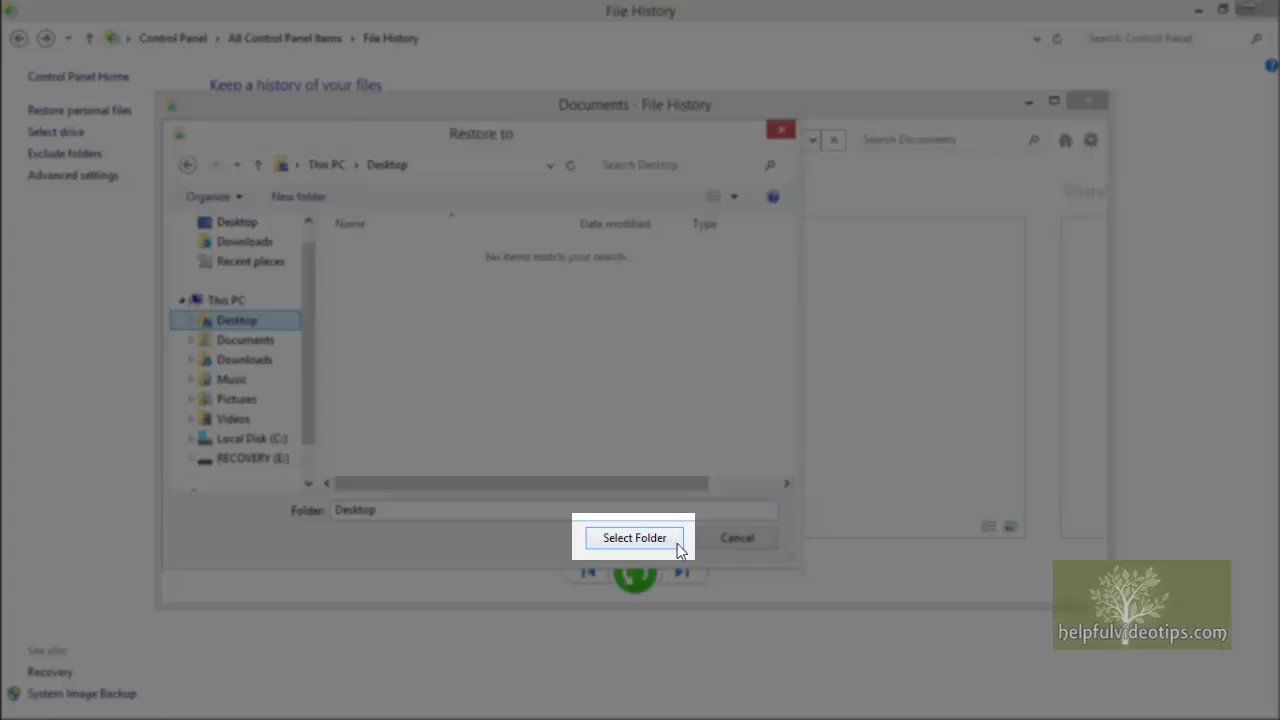 File History
Control Panel › All Control Panel Items › File History
Search Control Panel
Control Panel Home
Restore personal files
Select drive
Exclude folders
Advanced settings
Keep a history of your files
Documents - File History
Search Documents
Restore to
This PC › Desktop
Search Desktop
Organize
New folder
Desktop
Downloads
Recent places
This PC
Desktop
Documents
Downloads
Music
Pictures
Videos
Local Disk (C:)
RECOVERY (E:)
Name
Date modified
Type
No items match your search.
Folder: Desktop
Select Folder
Cancel
See also
Recovery
System Image Backup
helpfulvideotips.com